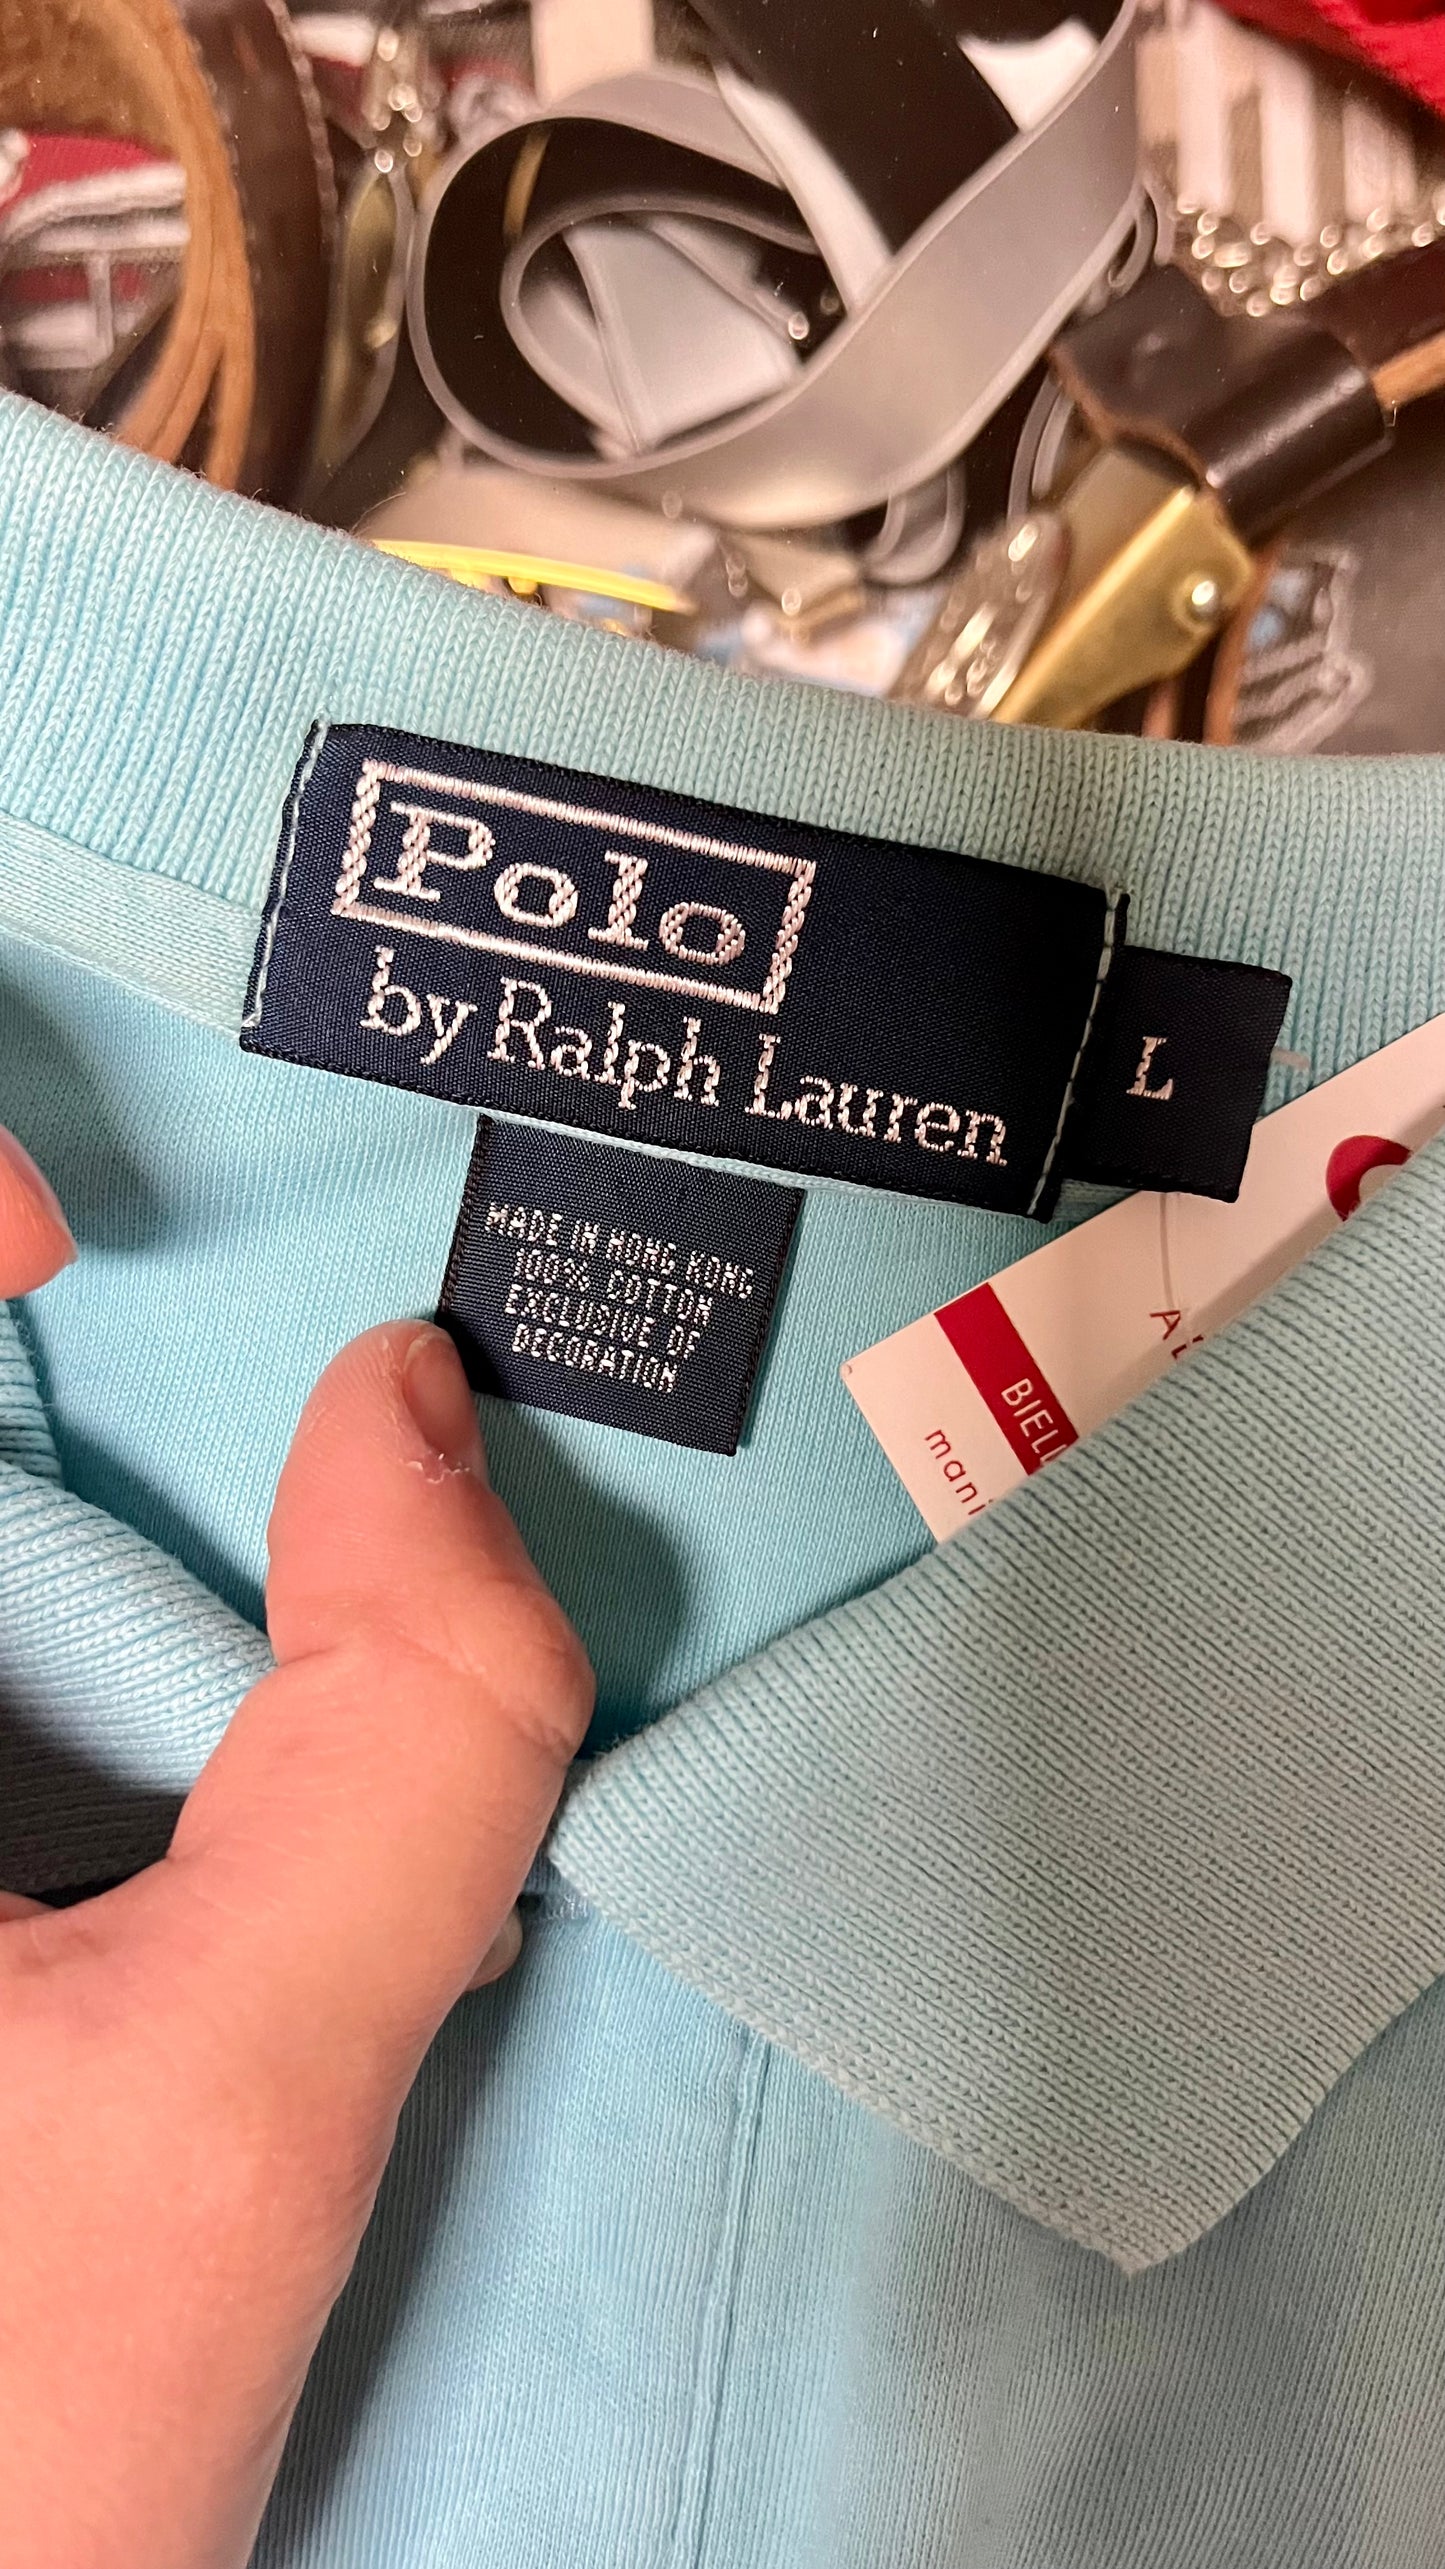 Polo
by Ralph Lauren
L
MADE IN HONG KONG
100% COTTON
EXCLUSIVE OF
DECORATION